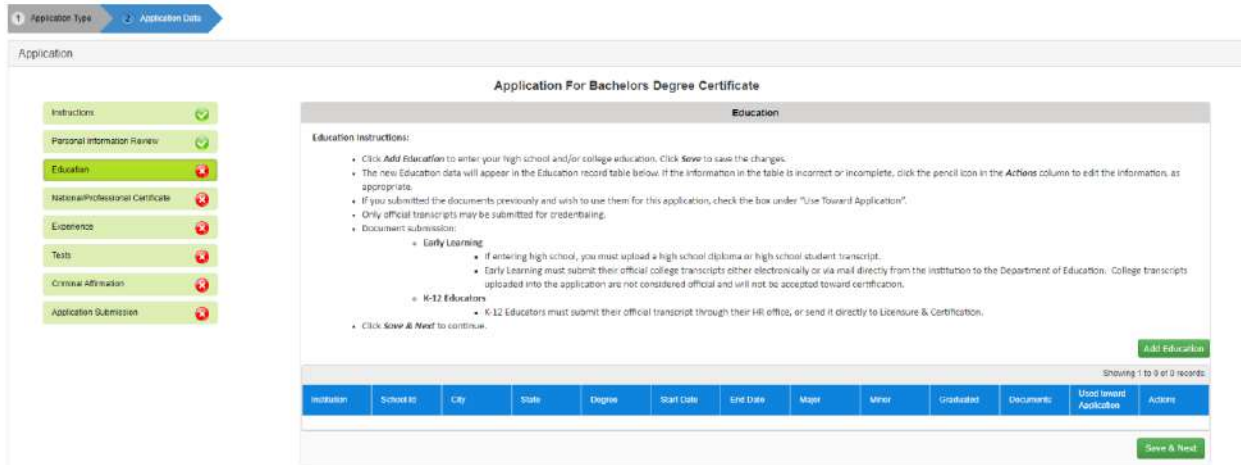 1 Application Type 2 Application Data
Application
Application For Bachelors Degree Certificate
Instructions
Personal Information Review
Education
National/Professional Certificate
Experience
Tests
Criminal Affirmation
Application Submission
Education
Education Instructions:
• Click Add Education to enter your high school and/or college education. Click Save to save the changes.
• The new Education data will appear in the Education record table below. If the information in the table is incorrect or incomplete, click the pencil icon in the Actions column to edit the information, as
appropriate.
• If you submitted the documents previously and wish to use them for this application, check the box under "Use Toward Application".
• Only official transcripts may be submitted for credentialing.
• Document submission:
○ Early Learning
▪ If entering high school, you must upload a high school diploma or high school student transcript.
▪ Early Learning must submit their official college transcripts either electronically or via mail directly from the institution to the Department of Education. College transcripts
uploaded into the application are not considered official and will not be accepted toward certification.
○ K-12 Educators
▪ K-12 Educators must submit their official transcript through their HR office, or send it directly to Licensure & Certification.
• Click Save & Next to continue.
Add Education
Showing 1 to 0 of 0 records
Institution School Id City State Degree Start Date End Date Major Minor Graduated Documents Used toward Application Actions
Save & Next